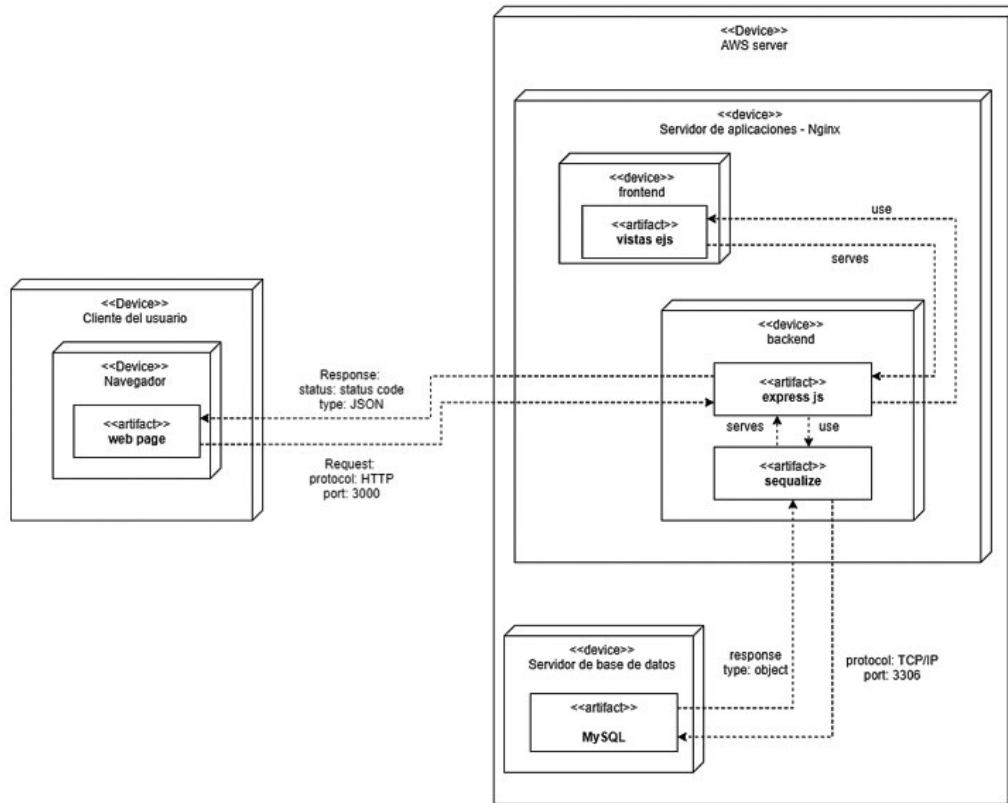 <<Device>>
AWS server
<<device>>
Servidor de aplicaciones - Nginx
<<device>>
frontend
<<artifact>>
vistas ejs
use
serves
<<Device>>
Cliente del usuario
<<Device>>
Navegador
<<artifact>>
web page
Response:
status: status code
type: JSON
Request:
protocol: HTTP
port: 3000
<<device>>
backend
<<artifact>>
express js
serves
use
<<artifact>>
sequalize
<<device>>
Servidor de base de datos
<<artifact>>
MySQL
response
type: object
protocol: TCP/IP
port: 3306